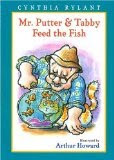 CYNTHIA RYLANT
Mr. Putter & Tabby
Feed the Fish
Illustrated by
Arthur Howard